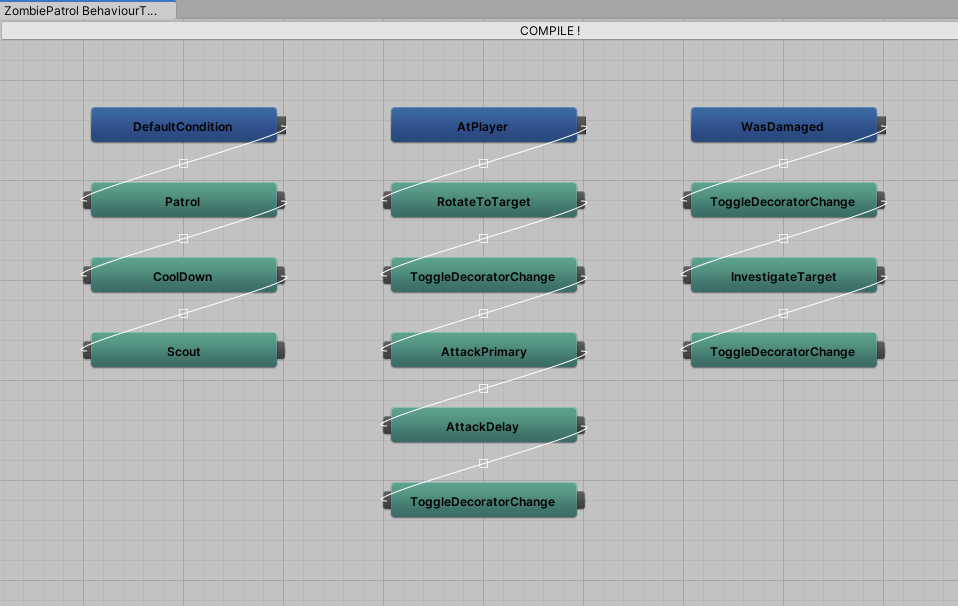 ZombiePatrol BehaviourT...
COMPILE !
DefaultCondition
Patrol
CoolDown
Scout
AtPlayer
RotateToTarget
ToggleDecoratorChange
AttackPrimary
AttackDelay
ToggleDecoratorChange
WasDamaged
ToggleDecoratorChange
InvestigateTarget
ToggleDecoratorChange